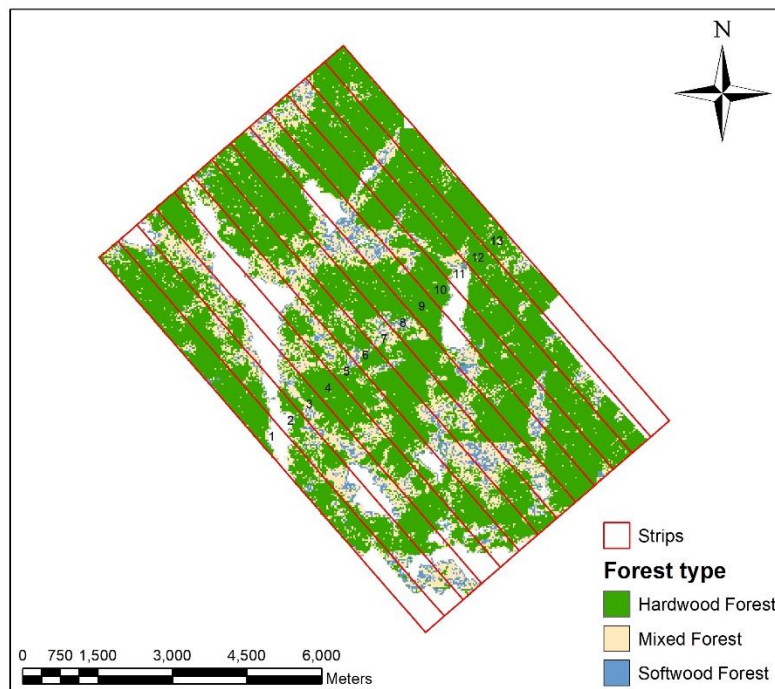 N
13
12
11
10
9
8
7
6
5
4
3
2
1
Strips
Forest type
Hardwood Forest
Mixed Forest
Softwood Forest
0 750 1,500 3,000 4,500 6,000
Meters